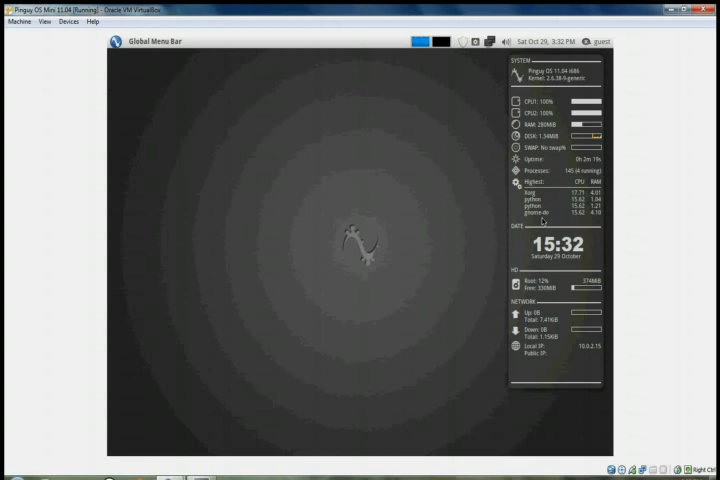 Pinguy OS Mini 11.04 [Running] - Oracle VM VirtualBox
Machine View Devices Help
Global Menu Bar
Sat Oct 29, 3:32 PM guest
SYSTEM
Pinguy OS 11.04 i686
Kernel: 2.6.38-9-generic
CPU1: 100%
CPU2: 100%
RAM: 280MiB
DISK: 1.34MiB
SWAP: No swap%
Uptime: 0h 2m 19s
Processes: 145 (4 running)
Highest: CPU RAM
Xorg 17.71 4.01
python 15.62 1.04
python 15.62 1.21
gnome-do 15.62 4.10
DATE
15:32
Saturday 29 October
HD
Root: 12% 374MiB
Free: 330MiB
NETWORK
Up: 0B
Total: 7.41KiB
Down: 0B
Total: 1.15KiB
Local IP: 10.0.2.15
Public IP:
Right Ctrl